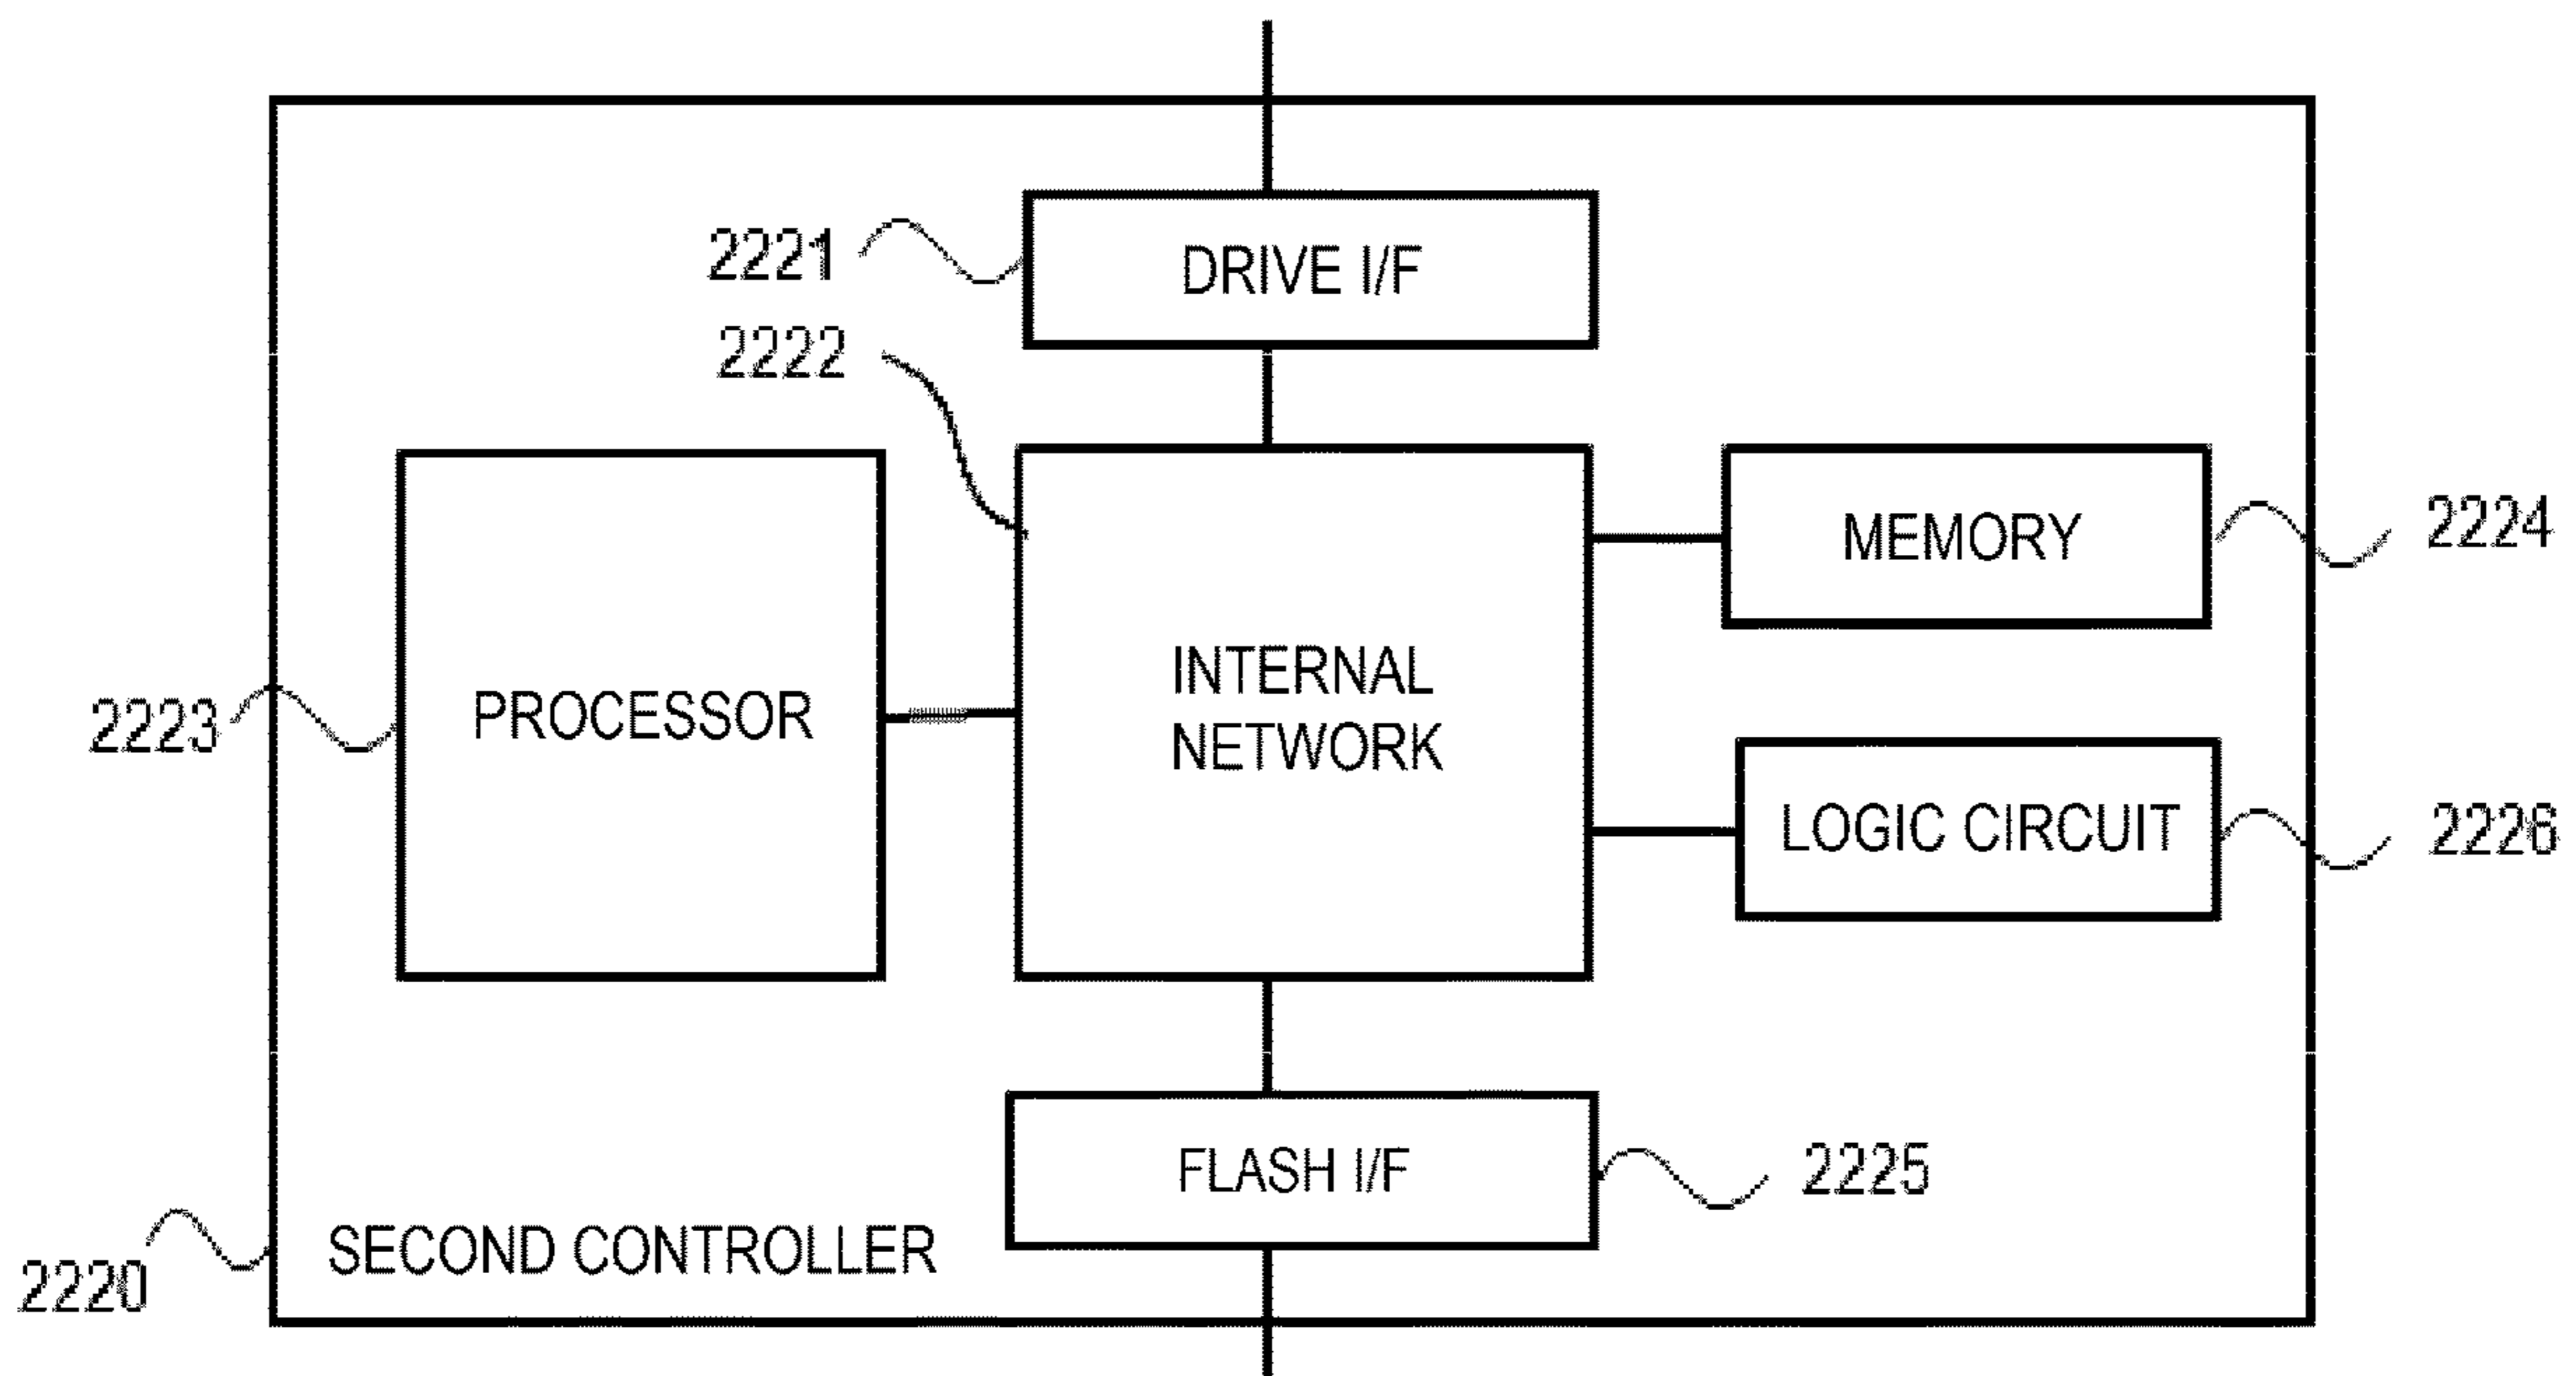 2221
DRIVE I/F
2222
PROCESSOR
2223
INTERNAL
NETWORK
MEMORY
2224
LOGIC CIRCUIT
2226
FLASH I/F
2225
SECOND CONTROLLER
2220